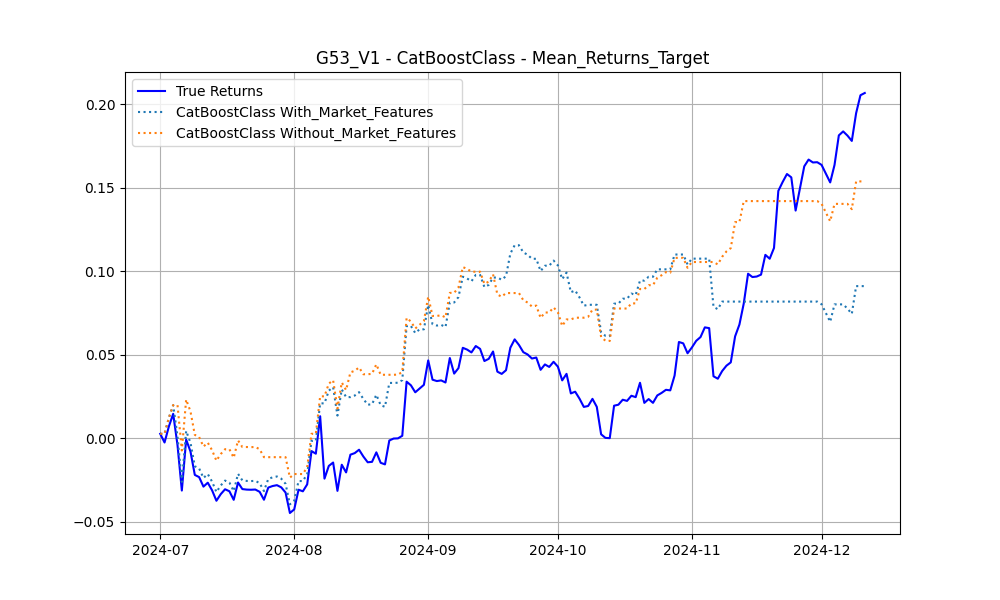 G53_V1 - CatBoostClass - Mean_Returns_Target
True Returns
CatBoostClass With_Market_Features
CatBoostClass Without_Market_Features
0.20
0.15
0.10
0.05
0.00
−0.05
2024-07 2024-08 2024-09 2024-10 2024-11 2024-12